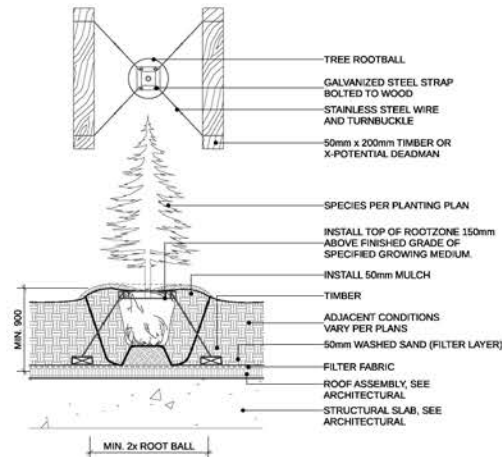 TREE ROOTBALL
GALVANIZED STEEL STRAP
BOLTED TO WOOD
STAINLESS STEEL WIRE
AND TURNBUCKLE
50mm x 200mm TIMBER OR
X-POTENTIAL DEADMAN
SPECIES PER PLANTING PLAN
INSTALL TOP OF ROOTZONE 150mm
ABOVE FINISHED GRADE OF
SPECIFIED GROWING MEDIUM.
INSTALL 50mm MULCH
TIMBER
ADJACENT CONDITIONS
VARY PER PLANS
50mm WASHED SAND (FILTER LAYER)
FILTER FABRIC
ROOF ASSEMBLY, SEE
ARCHITECTURAL
STRUCTURAL SLAB, SEE
ARCHITECTURAL
MIN. 900
MIN. 2x ROOT BALL